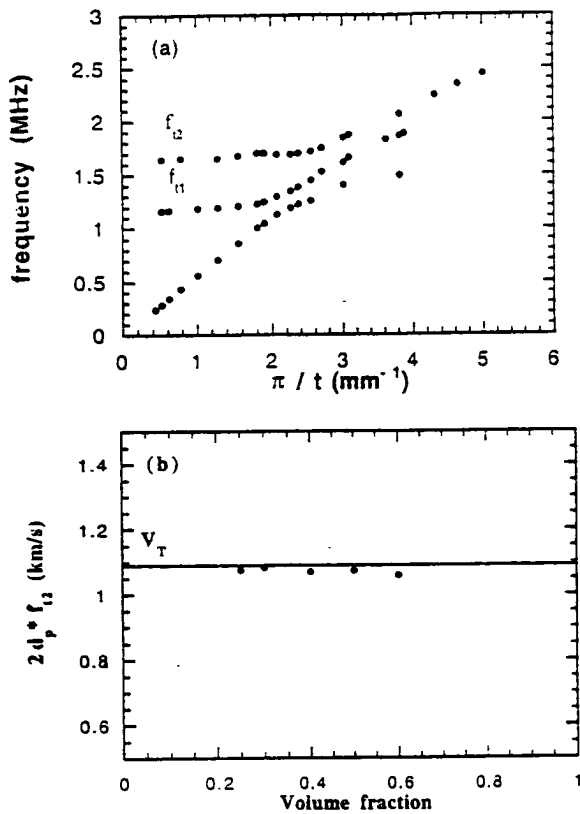 (a)
3
2.5
2
1.5
1
0.5
0
f_t2
f_t1
frequency (MHz)
0 1 2 3 4 5 6
π / t (mm⁻¹)
(b)
1.4
1.2
1
0.8
0.6
V_T
2 d_p * f_t2 (km/s)
0 0.2 0.4 0.6 0.8 1
Volume fraction